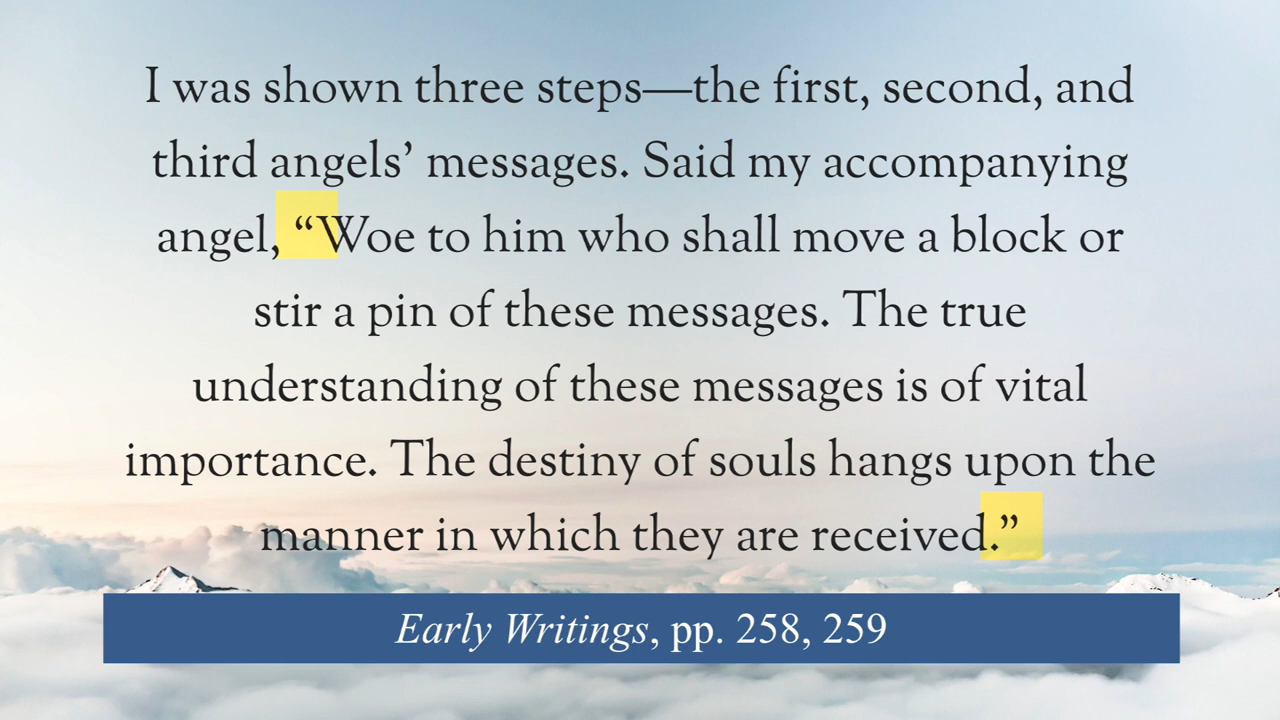 I was shown three steps—the first, second, and
third angels’ messages. Said my accompanying
angel, “Woe to him who shall move a block or
stir a pin of these messages. The true
understanding of these messages is of vital
importance. The destiny of souls hangs upon the
manner in which they are received.”
Early Writings, pp. 258, 259